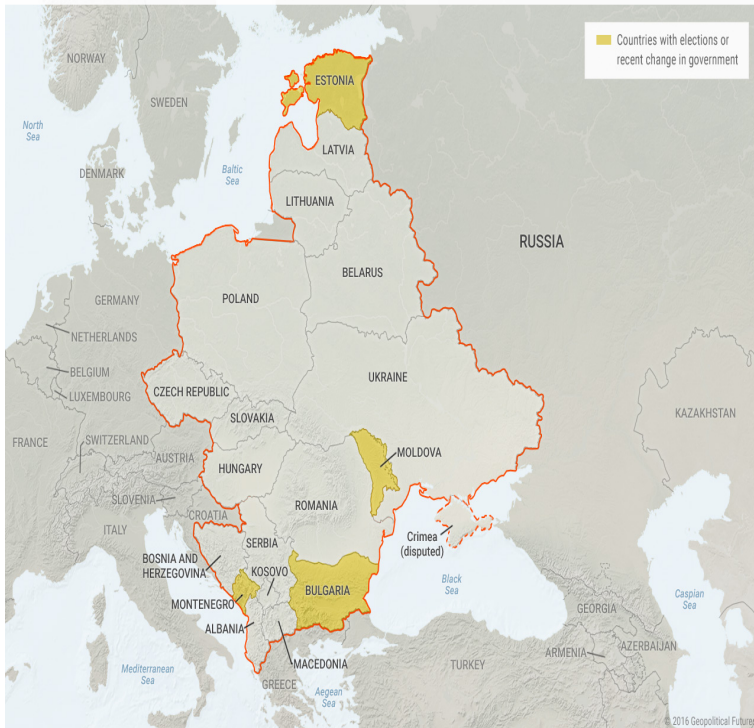 Countries with elections or
recent change in government
NORWAY
ESTONIA
SWEDEN
North
Sea
LATVIA
Baltic
Sea
DENMARK
LITHUANIA
RUSSIA
BELARUS
POLAND
GERMANY
NETHERLANDS
BELGIUM
UKRAINE
CZECH REPUBLIC
LUXEMBOURG
KAZAKHSTAN
SLOVAKIA
FRANCE
SWITZERLAND
MOLDOVA
AUSTRIA
HUNGARY
SLOVENIA
ROMANIA
CROATIA
ITALY
Crimea
(disputed)
SERBIA
BOSNIA AND
HERZEGOVINA
KOSOVO
Black
Sea
BULGARIA
Caspian
Sea
MONTENEGRO
GEORGIA
ALBANIA
AZERBAIJAN
ARMENIA
MACEDONIA
TURKEY
Mediterranean
Sea
GREECE
Aegean
Sea
© 2016 Geopolitical Future